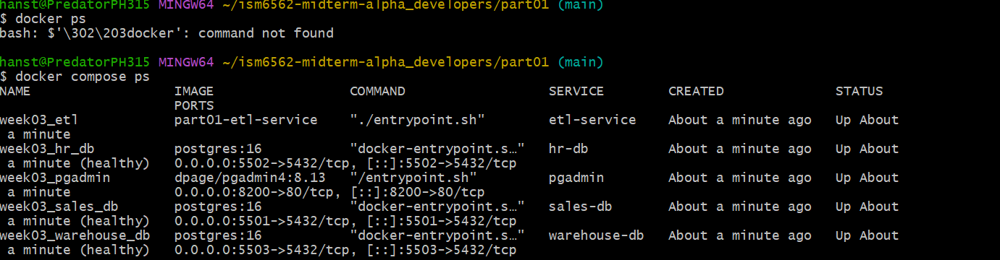 hanst@PredatorPH315 MINGW64 ~/ism6562-midterm-alpha_developers/part01 (main)
$ docker ps
bash: $'\302\203docker': command not found
hanst@PredatorPH315 MINGW64 ~/ism6562-midterm-alpha_developers/part01 (main)
$ docker compose ps
NAME IMAGE COMMAND SERVICE CREATED STATUS
PORTS
week03_etl part01-etl-service "./entrypoint.sh" etl-service About a minute ago Up About
a minute
week03_hr_db postgres:16 "docker-entrypoint.s…" hr-db About a minute ago Up About
a minute (healthy) 0.0.0.0:5502->5432/tcp, [::]:5502->5432/tcp
week03_pgadmin dpage/pgadmin4:8.13 "/entrypoint.sh" pgadmin About a minute ago Up About
a minute 0.0.0.0:8200->80/tcp, [::]:8200->80/tcp
week03_sales_db postgres:16 "docker-entrypoint.s…" sales-db About a minute ago Up About
a minute (healthy) 0.0.0.0:5501->5432/tcp, [::]:5501->5432/tcp
week03_warehouse_db postgres:16 "docker-entrypoint.s…" warehouse-db About a minute ago Up About
a minute (healthy) 0.0.0.0:5503->5432/tcp, [::]:5503->5432/tcp